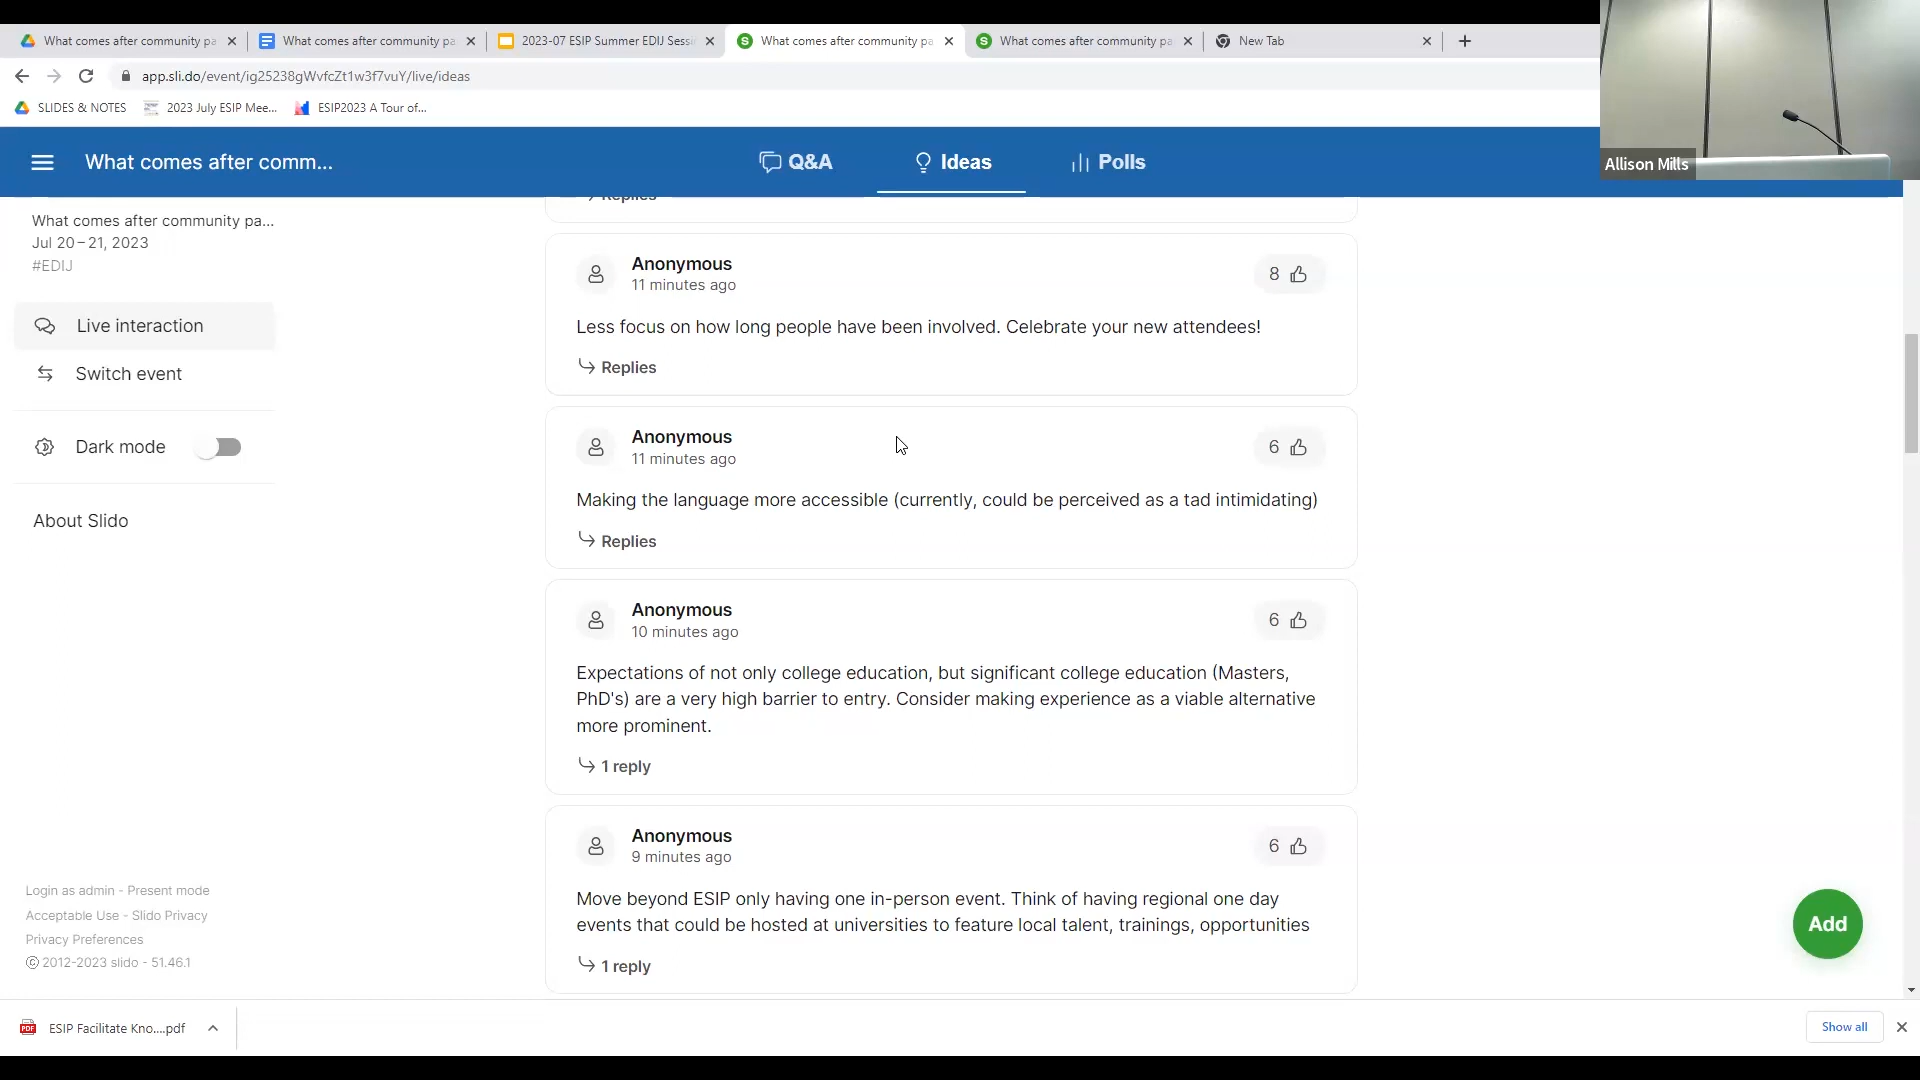 What comes after community pa
What comes after community pa
2023-07 ESIP Summer EDIJ Sessi
What comes after community pa
What comes after community pa
New Tab
app.sli.do/event/ig25238gWvfcZt1w3f7vuY/live/ideas
SLIDES & NOTES
2023 July ESIP Mee...
ESIP2023 A Tour of...
Allison Mills
What comes after comm...
Q&A
Ideas
Polls
What comes after community pa...
Jul 20–21, 2023
#EDIJ
Live interaction
Switch event
Dark mode
About Slido
Login as admin - Present mode
Acceptable Use - Slido Privacy
Privacy Preferences
© 2012-2023 slido - 51.46.1
Replies
Anonymous
11 minutes ago
8
Less focus on how long people have been involved. Celebrate your new attendees!
Replies
Anonymous
11 minutes ago
6
Making the language more accessible (currently, could be perceived as a tad intimidating)
Replies
Anonymous
10 minutes ago
6
Expectations of not only college education, but significant college education (Masters,
PhD's) are a very high barrier to entry. Consider making experience as a viable alternative
more prominent.
1 reply
Anonymous
9 minutes ago
6
Move beyond ESIP only having one in-person event. Think of having regional one day
events that could be hosted at universities to feature local talent, trainings, opportunities
1 reply
Add
PDF
ESIP Facilitate Kno....pdf
Show all